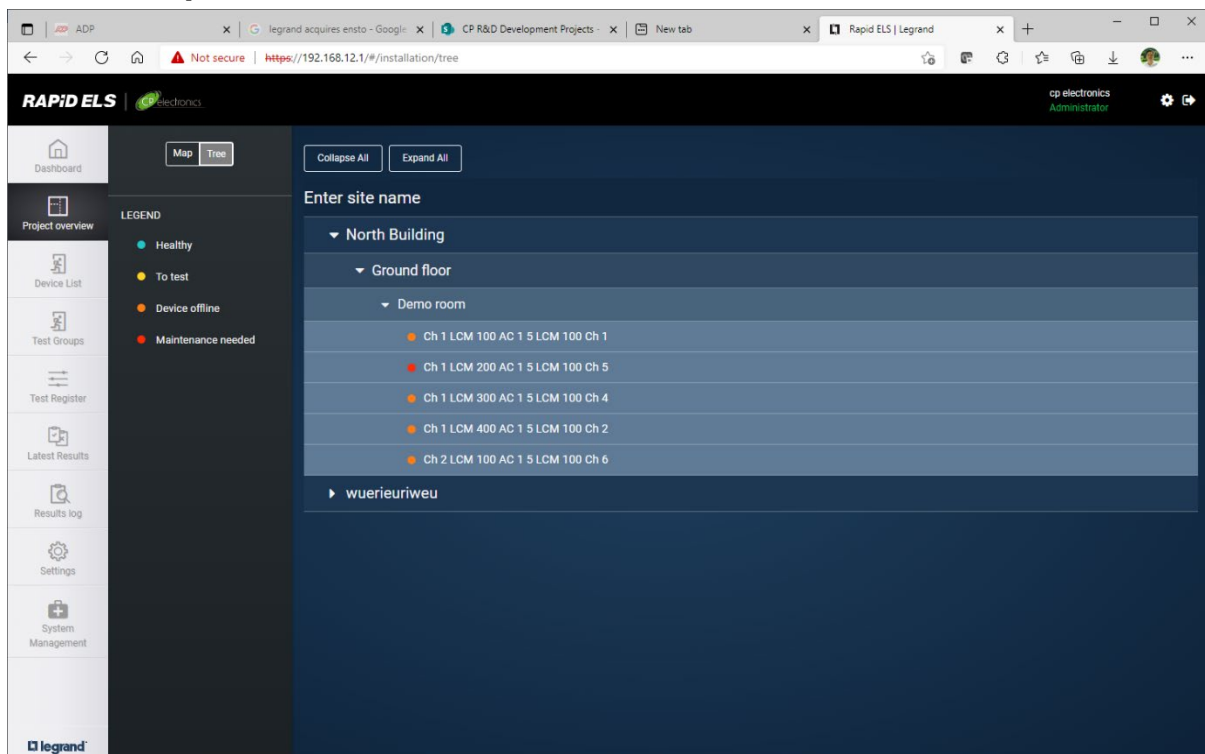 ADP
legrand acquires ensto - Google
CP R&D Development Projects -
New tab
Rapid ELS | Legrand
Not secure | https://192.168.12.1/#/installation/tree
RAPiD ELS | CP electronics
cp electronics
Administrator
Dashboard
Project overview
Device List
Test Groups
Test Register
Latest Results
Results log
Settings
System
Management
legrand
Map Tree
LEGEND
Healthy
To test
Device offline
Maintenance needed
Collapse All Expand All
Enter site name
North Building
Ground floor
Demo room
Ch 1 LCM 100 AC 1 5 LCM 100 Ch 1
Ch 1 LCM 200 AC 1 5 LCM 100 Ch 5
Ch 1 LCM 300 AC 1 5 LCM 100 Ch 4
Ch 1 LCM 400 AC 1 5 LCM 100 Ch 2
Ch 2 LCM 100 AC 1 5 LCM 100 Ch 6
wuerieuriweu